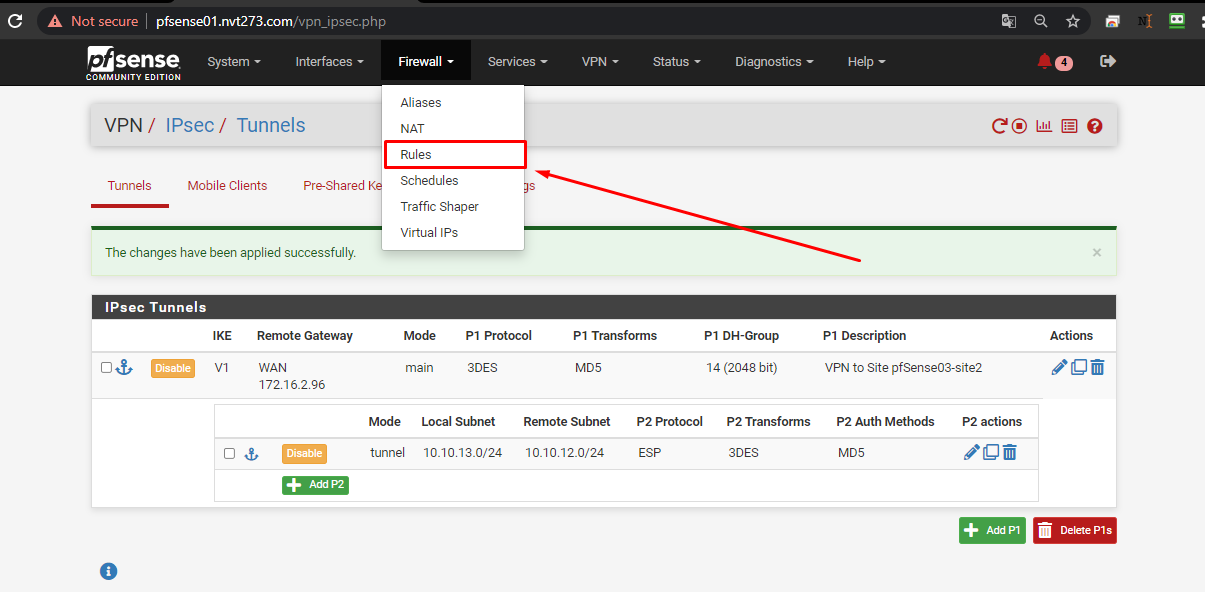 Not secure | pfsense01.nvt273.com/vpn_ipsec.php
pfsense COMMUNITY EDITION
System Interfaces Firewall Services VPN Status Diagnostics Help 4
Aliases
NAT
Rules
Schedules
Traffic Shaper
Virtual IPs
VPN / IPsec / Tunnels
Tunnels Mobile Clients Pre-Shared Ke gs
The changes have been applied successfully. ×
IPsec Tunnels
IKE Remote Gateway Mode P1 Protocol P1 Transforms P1 DH-Group P1 Description Actions
Disable V1 WAN main 3DES MD5 14 (2048 bit) VPN to Site pfSense03-site2
172.16.2.96
Mode Local Subnet Remote Subnet P2 Protocol P2 Transforms P2 Auth Methods P2 actions
Disable tunnel 10.10.13.0/24 10.10.12.0/24 ESP 3DES MD5
Add P2
Add P1 Delete P1s